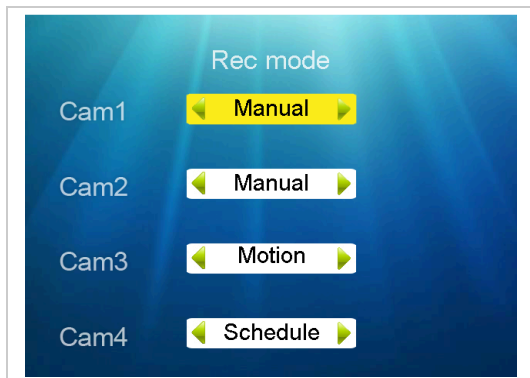 Rec mode
Cam1 Manual
Cam2 Manual
Cam3 Motion
Cam4 Schedule